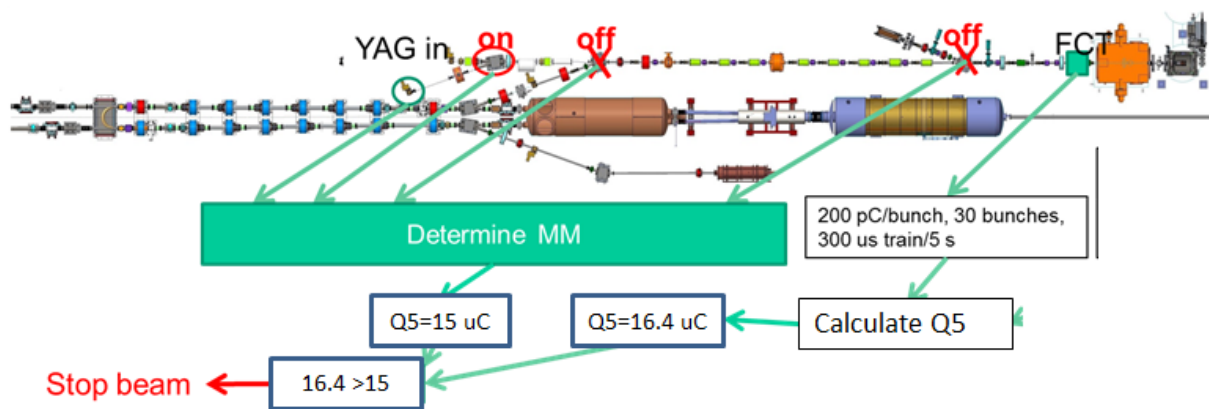 YAG in
on
off
off
FCT
200 pC/bunch, 30 bunches,
300 us train/5 s
Determine MM
Q5=15 uC
Q5=16.4 uC
Calculate Q5
Stop beam
16.4 >15